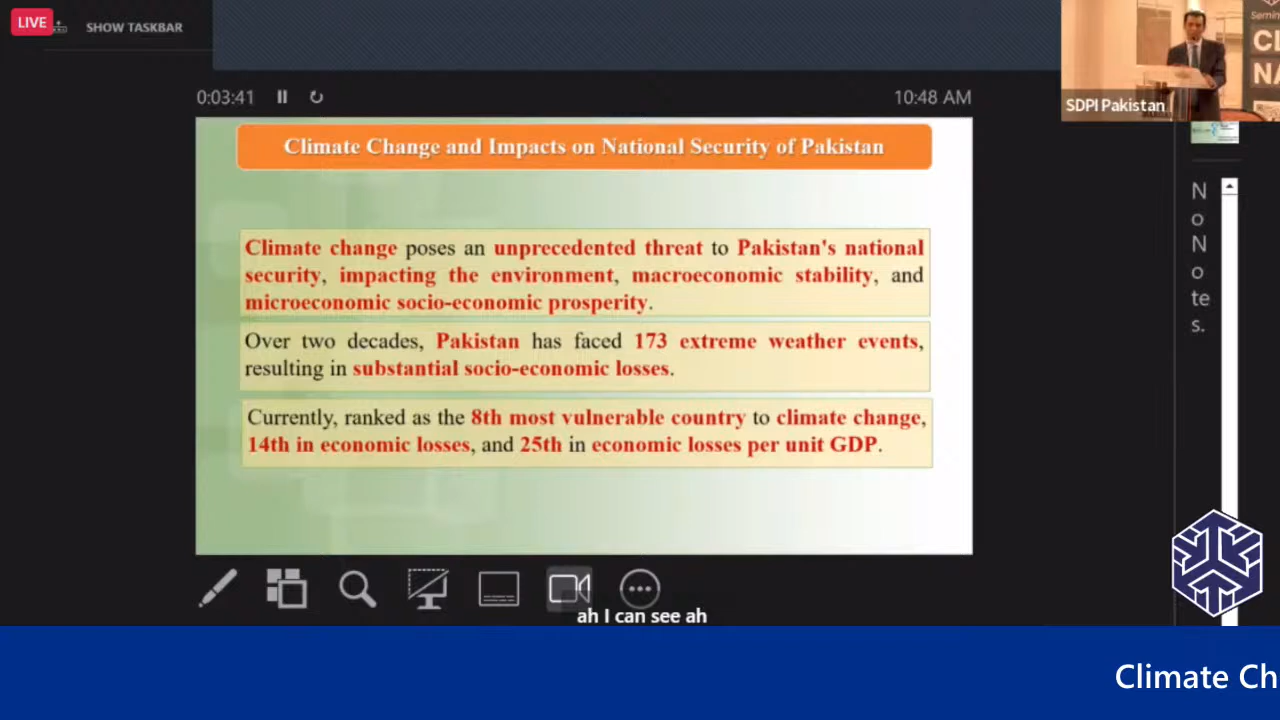 LIVE
SHOW TASKBAR
0:03:41
10:48 AM
SDPI Pakistan
Climate Change and Impacts on National Security of Pakistan
Climate change poses an unprecedented threat to Pakistan's national
security, impacting the environment, macroeconomic stability, and
microeconomic socio-economic prosperity.
Over two decades, Pakistan has faced 173 extreme weather events,
resulting in substantial socio-economic losses.
Currently, ranked as the 8th most vulnerable country to climate change,
14th in economic losses, and 25th in economic losses per unit GDP.
N
o
N
o
te
s.
ah I can see ah
Climate Ch